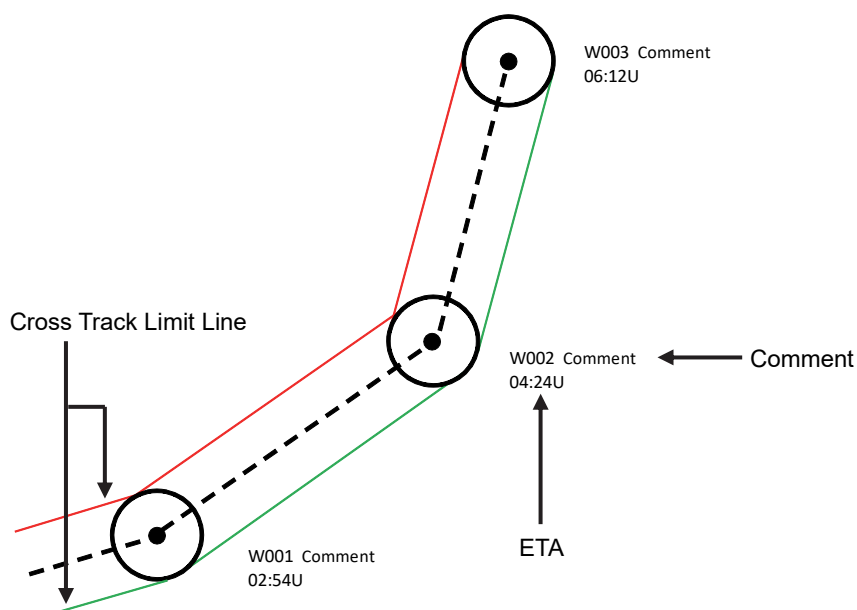 W003 Comment
06:12U
Cross Track Limit Line
W002 Comment
04:24U
Comment
ETA
W001 Comment
02:54U